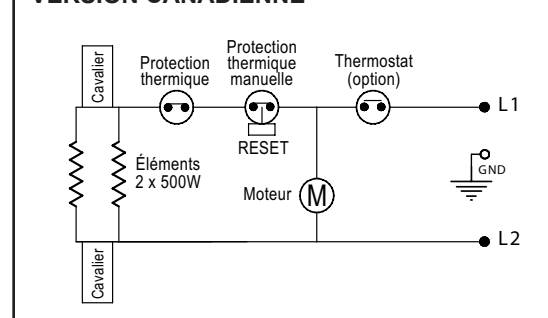 VERSION CANADIENNE
Cavalier
Protection
thermique
Protection
thermique
manuelle
Thermostat
(option)
L1
RESET
Éléments
2 x 500W
Moteur
M
GND
L2
Cavalier